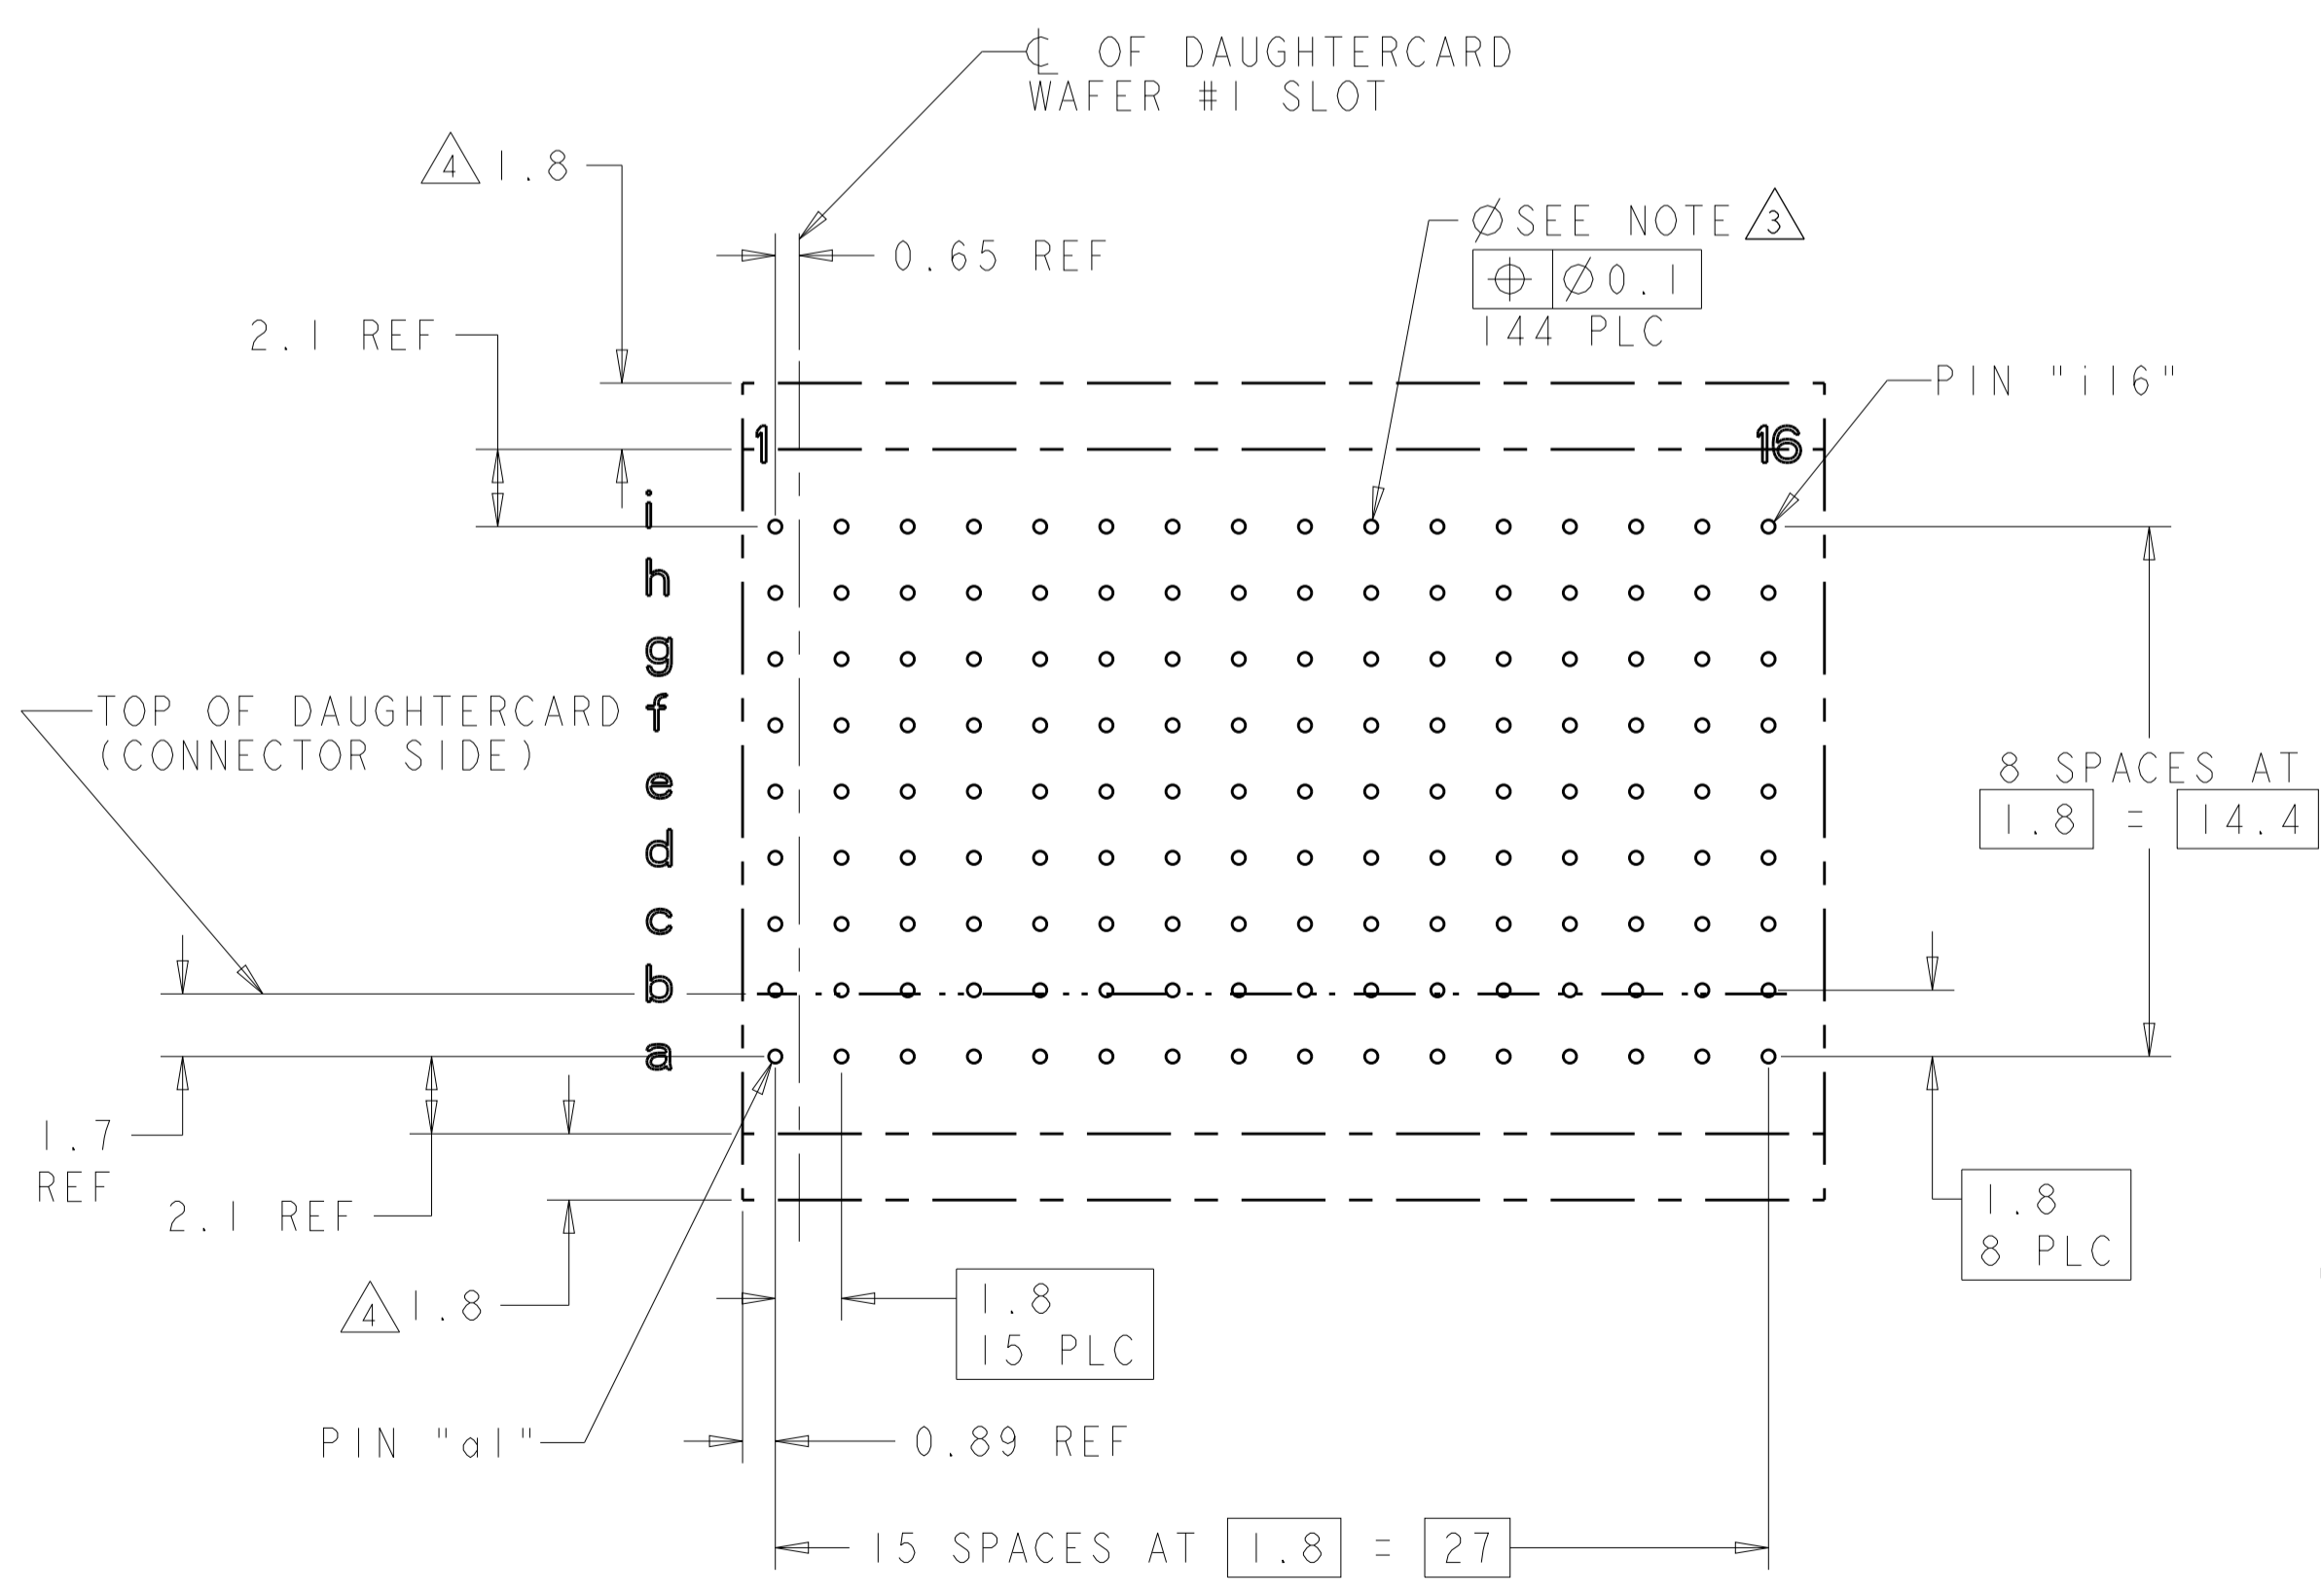 ℄ OF DAUGHTERCARD
WAFER #1 SLOT
4 1.8
0.65 REF
⌀SEE NOTE 3
⌖ ⌀0.1
144 PLC
2.1 REF
PIN "i16"
1
16
i
h
g
f
e
d
c
b
a
TOP OF DAUGHTERCARD
(CONNECTOR SIDE)
8 SPACES AT
1.8 = 14.4
1.7
REF
2.1 REF
4 1.8
1.8
8 PLC
1.8
15 PLC
PIN "a1"
0.89 REF
15 SPACES AT 1.8 = 27